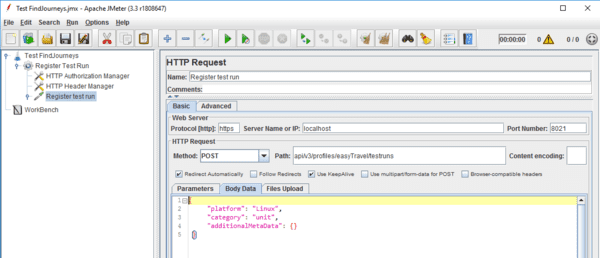 Test FindJourneys.jmx - Apache JMeter (3.3 r1808647)
File Edit Search Run Options Help
00:00:00 0 0 / 0
Test FindJourneys
Register Test Run
HTTP Authorization Manager
HTTP Header Manager
Register test run
WorkBench
HTTP Request
Name: Register test run
Comments:
Basic Advanced
Web Server
Protocol [http]: https Server Name or IP: localhost Port Number: 8021
HTTP Request
Method: POST Path: api/v3/profiles/easyTravel/testruns Content encoding:
Redirect Automatically Follow Redirects Use KeepAlive Use multipart/form-data for POST Browser-compatible headers
Parameters Body Data Files Upload
1 {
2 "platform": "Linux",
3 "category": "unit",
4 "additionalMetaData": {}
5 }